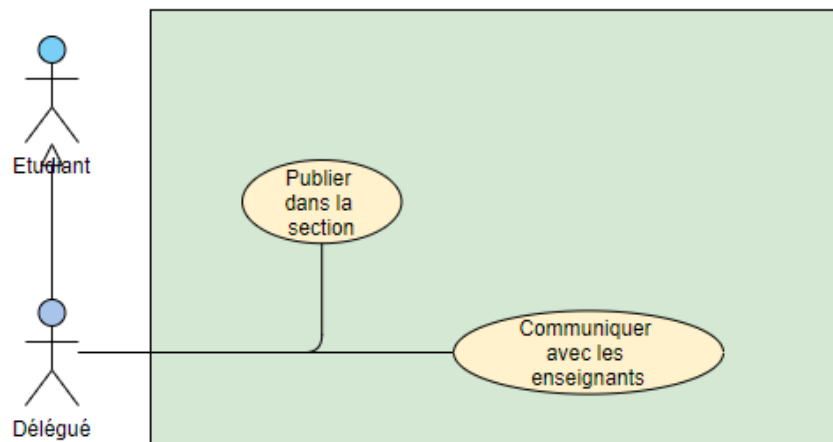 Etudiant
Publier
dans la
section
Communiquer
avec les
enseignants
Délégué